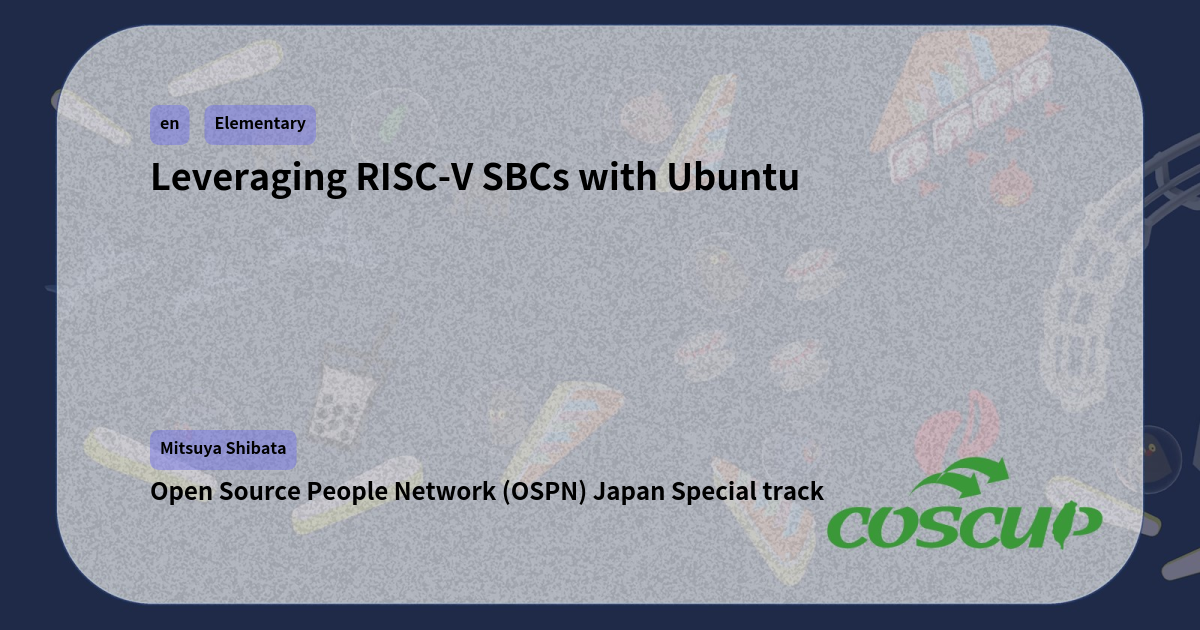 en Elementary
Leveraging RISC-V SBCs with Ubuntu
Mitsuya Shibata
Open Source People Network (OSPN) Japan Special track
COSCUP